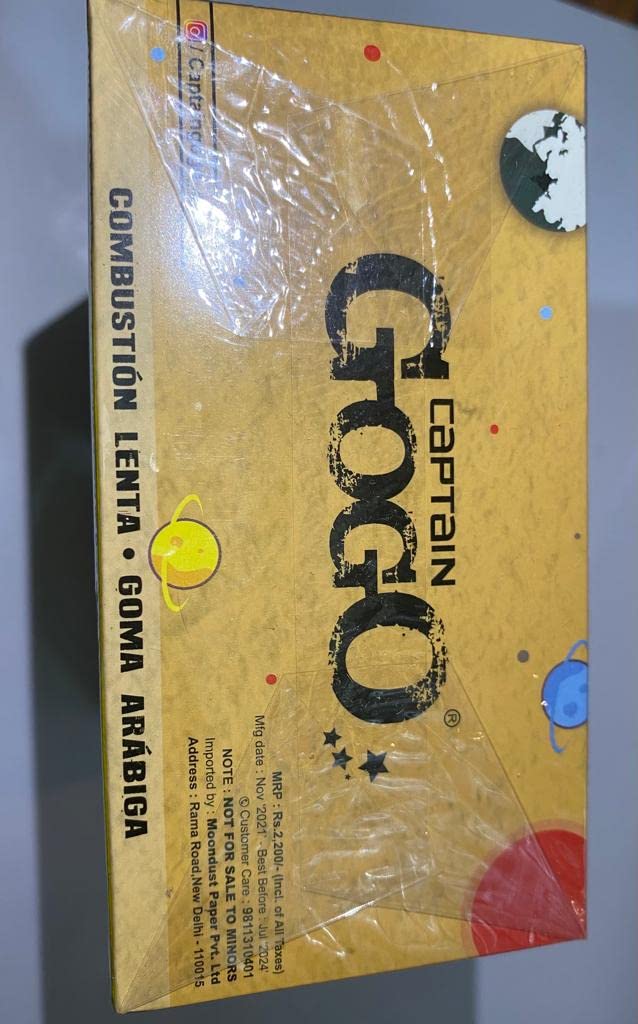 CAPTAIN
GOGO®
MRP : Rs.2,200/- (Incl. of All Taxes)
Mfg date : Nov '2021' - Best Before : Jul '2024'
© Customer Care : 9811310401
NOTE : NOT FOR SALE TO MINORS
Imported by : Moondust Paper Pvt. Ltd
Address : Rama Road,New Delhi - 110015
COMBUSTIÓN LENTA • GOMA ARÁBIGA